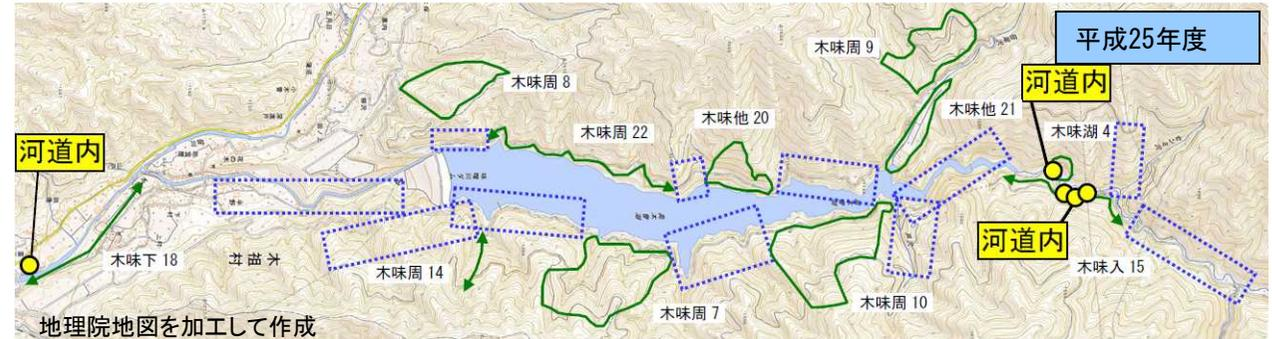 平成25年度
木味周 9
河道内
木味周 8
木味他 21
木味周 22
木味他 20
木味湖 4
河道内
河道内
木味下 18
木祖村
木味周 14
木味入 15
木味周 10
木味周 7
地理院地図を加工して作成